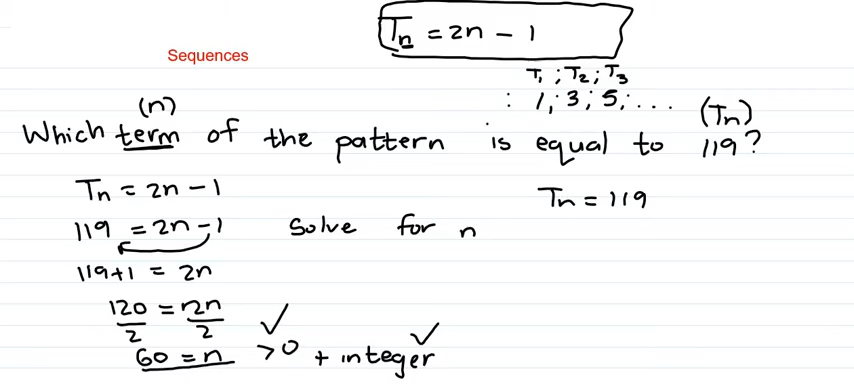 Tn = 2n - 1
Sequences
T1 ; T2 ; T3
: 1, ; 3 ; 5 ; ...
(n)
(Tn)
Which term of the pattern is equal to 119?
Tn = 2n - 1
Tn = 119
119 = 2n - 1 solve for n
119+1 = 2n
120/2 = 2n/2
60 = n > 0 ✓ + integer ✓